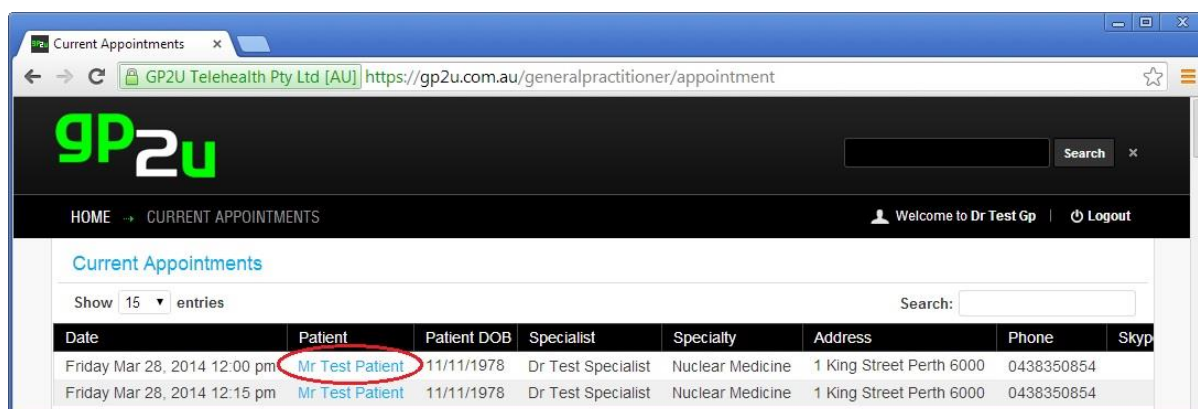 Current Appointments
GP2U Telehealth Pty Ltd [AU] https://gp2u.com.au/generalpractitioner/appointment
gp2u
Search
HOME CURRENT APPOINTMENTS Welcome to Dr Test Gp | Logout
Current Appointments
Show 15 entries Search:
Date Patient Patient DOB Specialist Specialty Address Phone Skyp
Friday Mar 28, 2014 12:00 pm Mr Test Patient 11/11/1978 Dr Test Specialist Nuclear Medicine 1 King Street Perth 6000 0438350854
Friday Mar 28, 2014 12:15 pm Mr Test Patient 11/11/1978 Dr Test Specialist Nuclear Medicine 1 King Street Perth 6000 0438350854